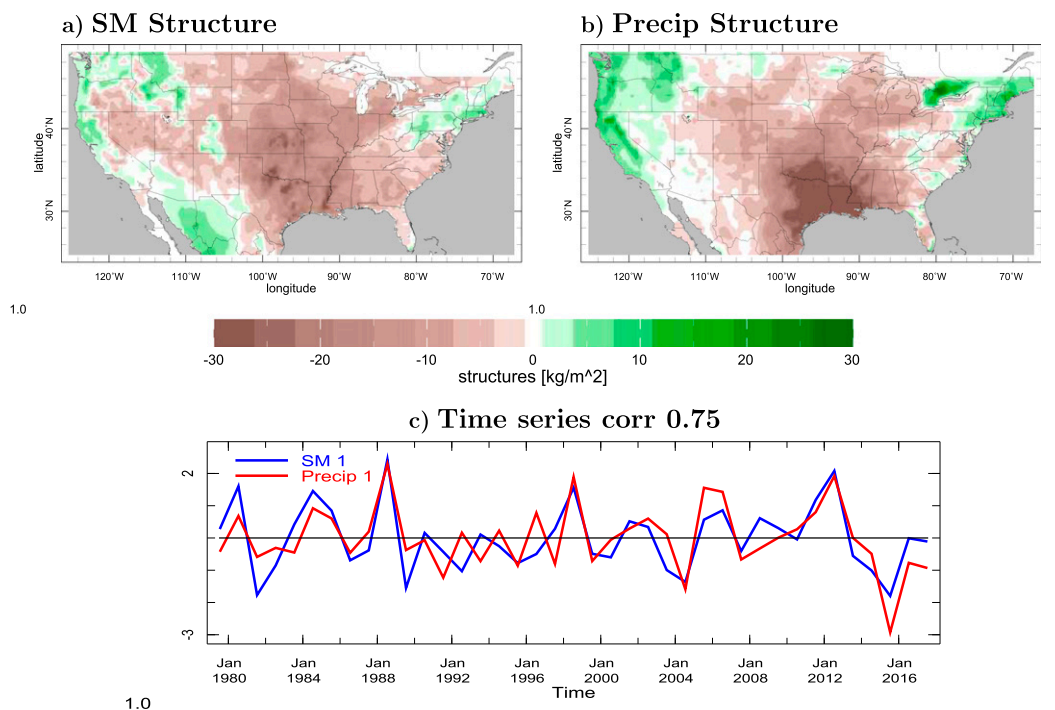 a) SM Structure
b) Precip Structure
latitude
40°N
30°N
120°W 110°W 100°W 90°W 80°W 70°W
longitude
latitude
40°N
30°N
120°W 110°W 100°W 90°W 80°W 70°W
longitude
1.0
1.0
-30 -20 -10 0 10 20 30
structures [kg/m^2]
c) Time series corr 0.75
SM 1
Precip 1
2
-3
Jan Jan Jan Jan Jan Jan Jan Jan Jan Jan
1980 1984 1988 1992 1996 2000 2004 2008 2012 2016
Time
1.0